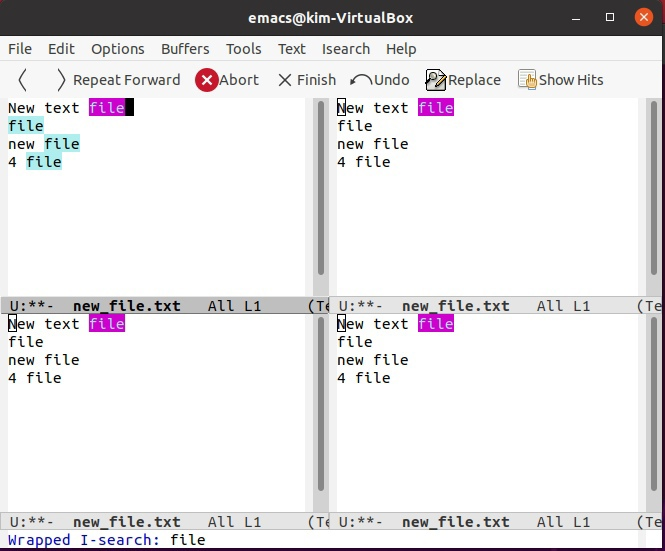 emacs@kim-VirtualBox
File Edit Options Buffers Tools Text Isearch Help
Repeat Forward Abort Finish Undo Replace Show Hits
New text file
file
new file
4 file
U:**- new_file.txt All L1 (Te
New text file
file
new file
4 file
U:**- new_file.txt All L1 (Te
New text file
file
new file
4 file
U:**- new_file.txt All L1 (Te
New text file
file
new file
4 file
U:**- new_file.txt All L1 (Te
Wrapped I-search: file